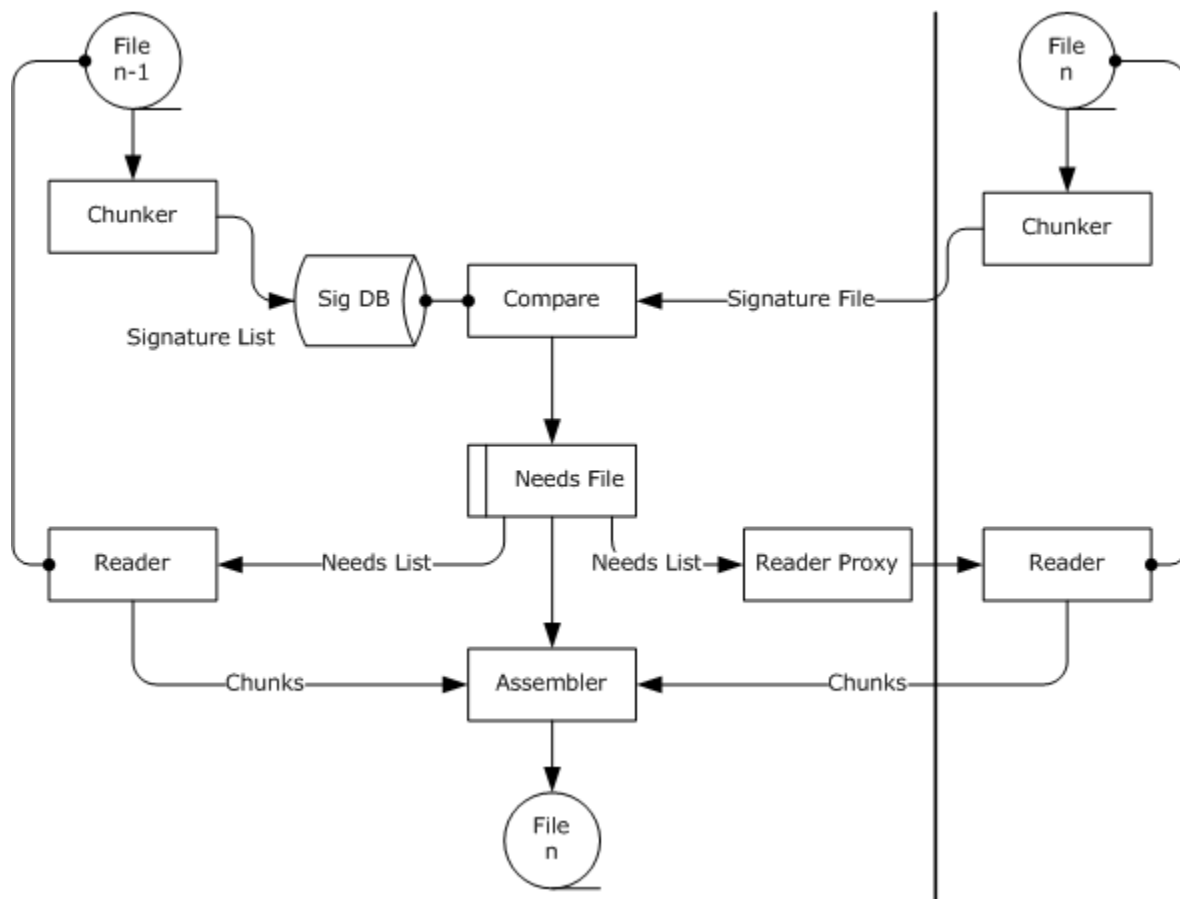 File
n-1
File
n
Chunker
Chunker
Sig DB
Compare
Signature File
Signature List
Needs File
Reader
Needs List
Needs List
Reader Proxy
Reader
Chunks
Assembler
Chunks
File
n